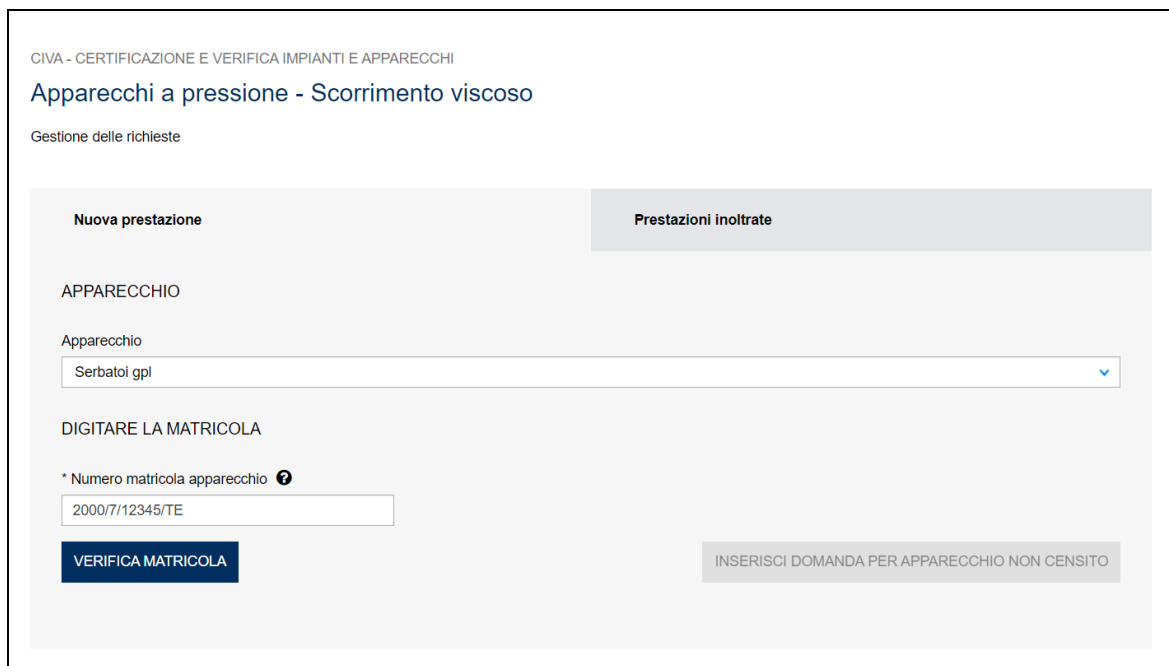 CIVA - CERTIFICAZIONE E VERIFICA IMPIANTI E APPARECCHI
Apparecchi a pressione - Scorrimento viscoso
Gestione delle richieste
Nuova prestazione
Prestazioni inoltrate
APPARECCHIO
Apparecchio
Serbatoi gpl
DIGITARE LA MATRICOLA
* Numero matricola apparecchio ?
2000/7/12345/TE
VERIFICA MATRICOLA
INSERISCI DOMANDA PER APPARECCHIO NON CENSITO